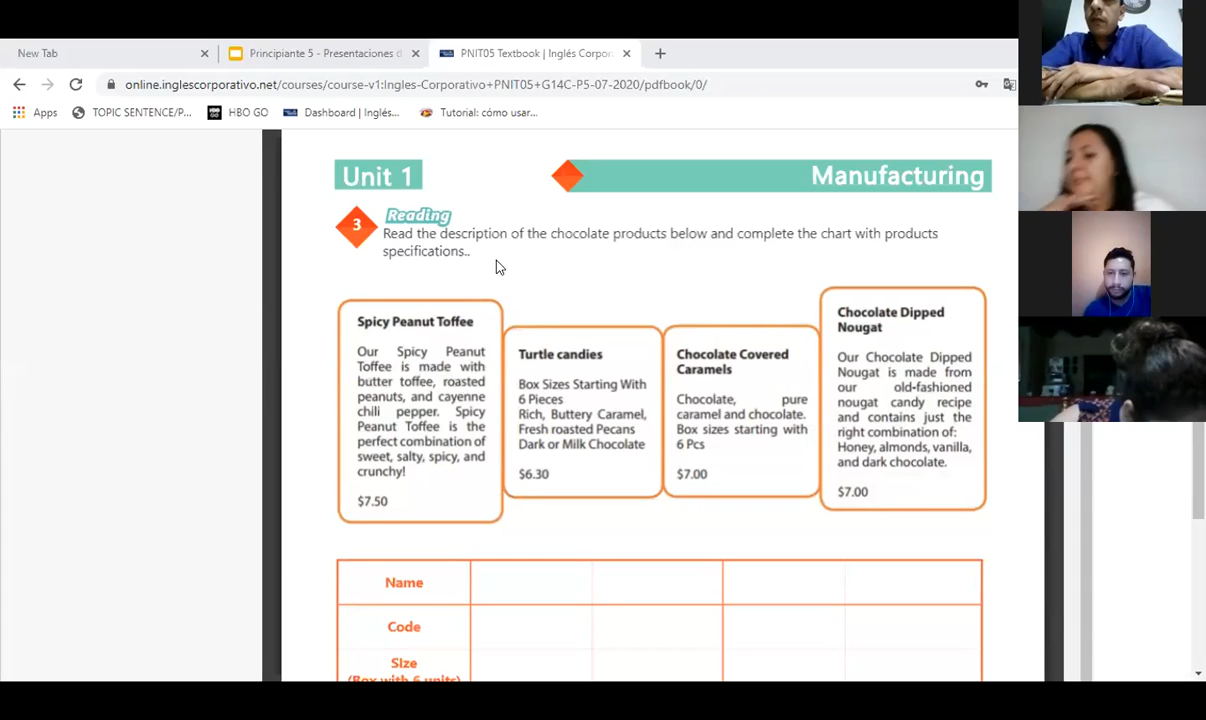 New Tab
Principiante 5 - Presentaciones d
PNIT05 Textbook | Inglés Corpor
online.inglescorporativo.net/courses/course-v1:Ingles-Corporativo+PNIT05+G14C-P5-07-2020/pdfbook/0/
Apps
TOPIC SENTENCE/P...
HBO GO
Dashboard | Inglés...
Tutorial: cómo usar...
Unit 1
Manufacturing
3
Reading
Read the description of the chocolate products below and complete the chart with products
specifications..
Spicy Peanut Toffee
Our Spicy Peanut
Toffee is made with
butter toffee, roasted
peanuts, and cayenne
chili pepper. Spicy
Peanut Toffee is the
perfect combination of
sweet, salty, spicy, and
crunchy!
$7.50
Turtle candies
Box Sizes Starting With
6 Pieces
Rich, Buttery Caramel,
Fresh roasted Pecans
Dark or Milk Chocolate
$6.30
Chocolate Covered
Caramels
Chocolate, pure
caramel and chocolate.
Box sizes starting with
6 Pcs
$7.00
Chocolate Dipped
Nougat
Our Chocolate Dipped
Nougat is made from
our old-fashioned
nougat candy recipe
and contains just the
right combination of:
Honey, almonds, vanilla,
and dark chocolate.
$7.00
Name
Code
SIze
(Box with 6 units)